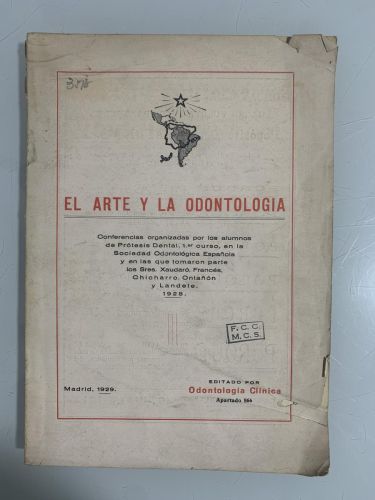 EL ARTE Y LA ODONTOLOGIA
Conferencias organizadas por los alumnos
de Prótesis Dental, 1.er curso, en la
Sociedad Odontológica Española
y en las que tomaron parte
los Sres. Xaudaró, Francés,
Chicharro, Ontañón
y Landete.
1928.
F. C. C.
M. C. S.
Madrid, 1929.
EDITADO POR
Odontología Clínica
Apartado 566